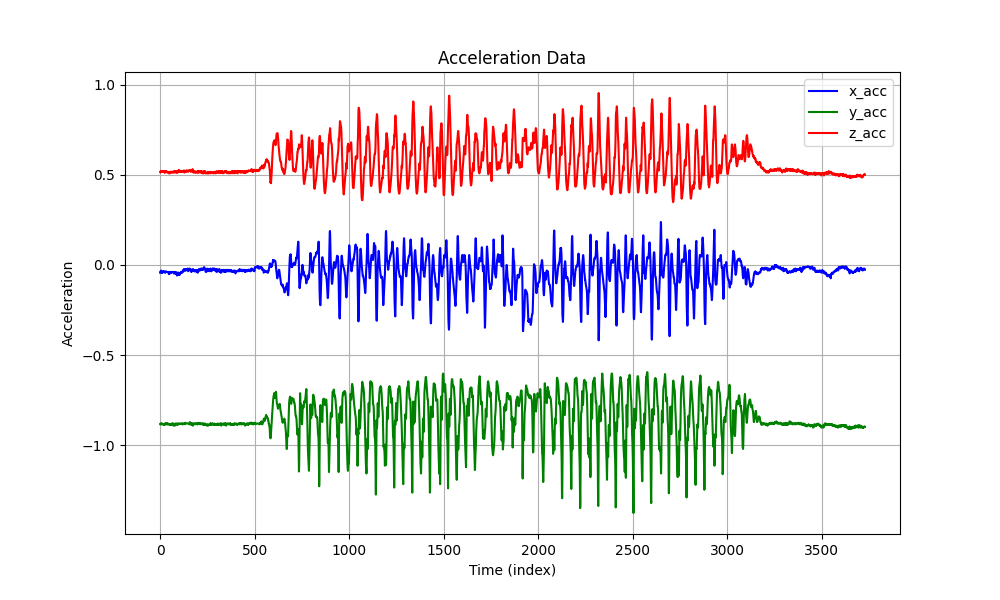 Acceleration Data
1.0
0.5
0.0
−0.5
−1.0
Acceleration
x_acc
y_acc
z_acc
0 500 1000 1500 2000 2500 3000 3500
Time (index)